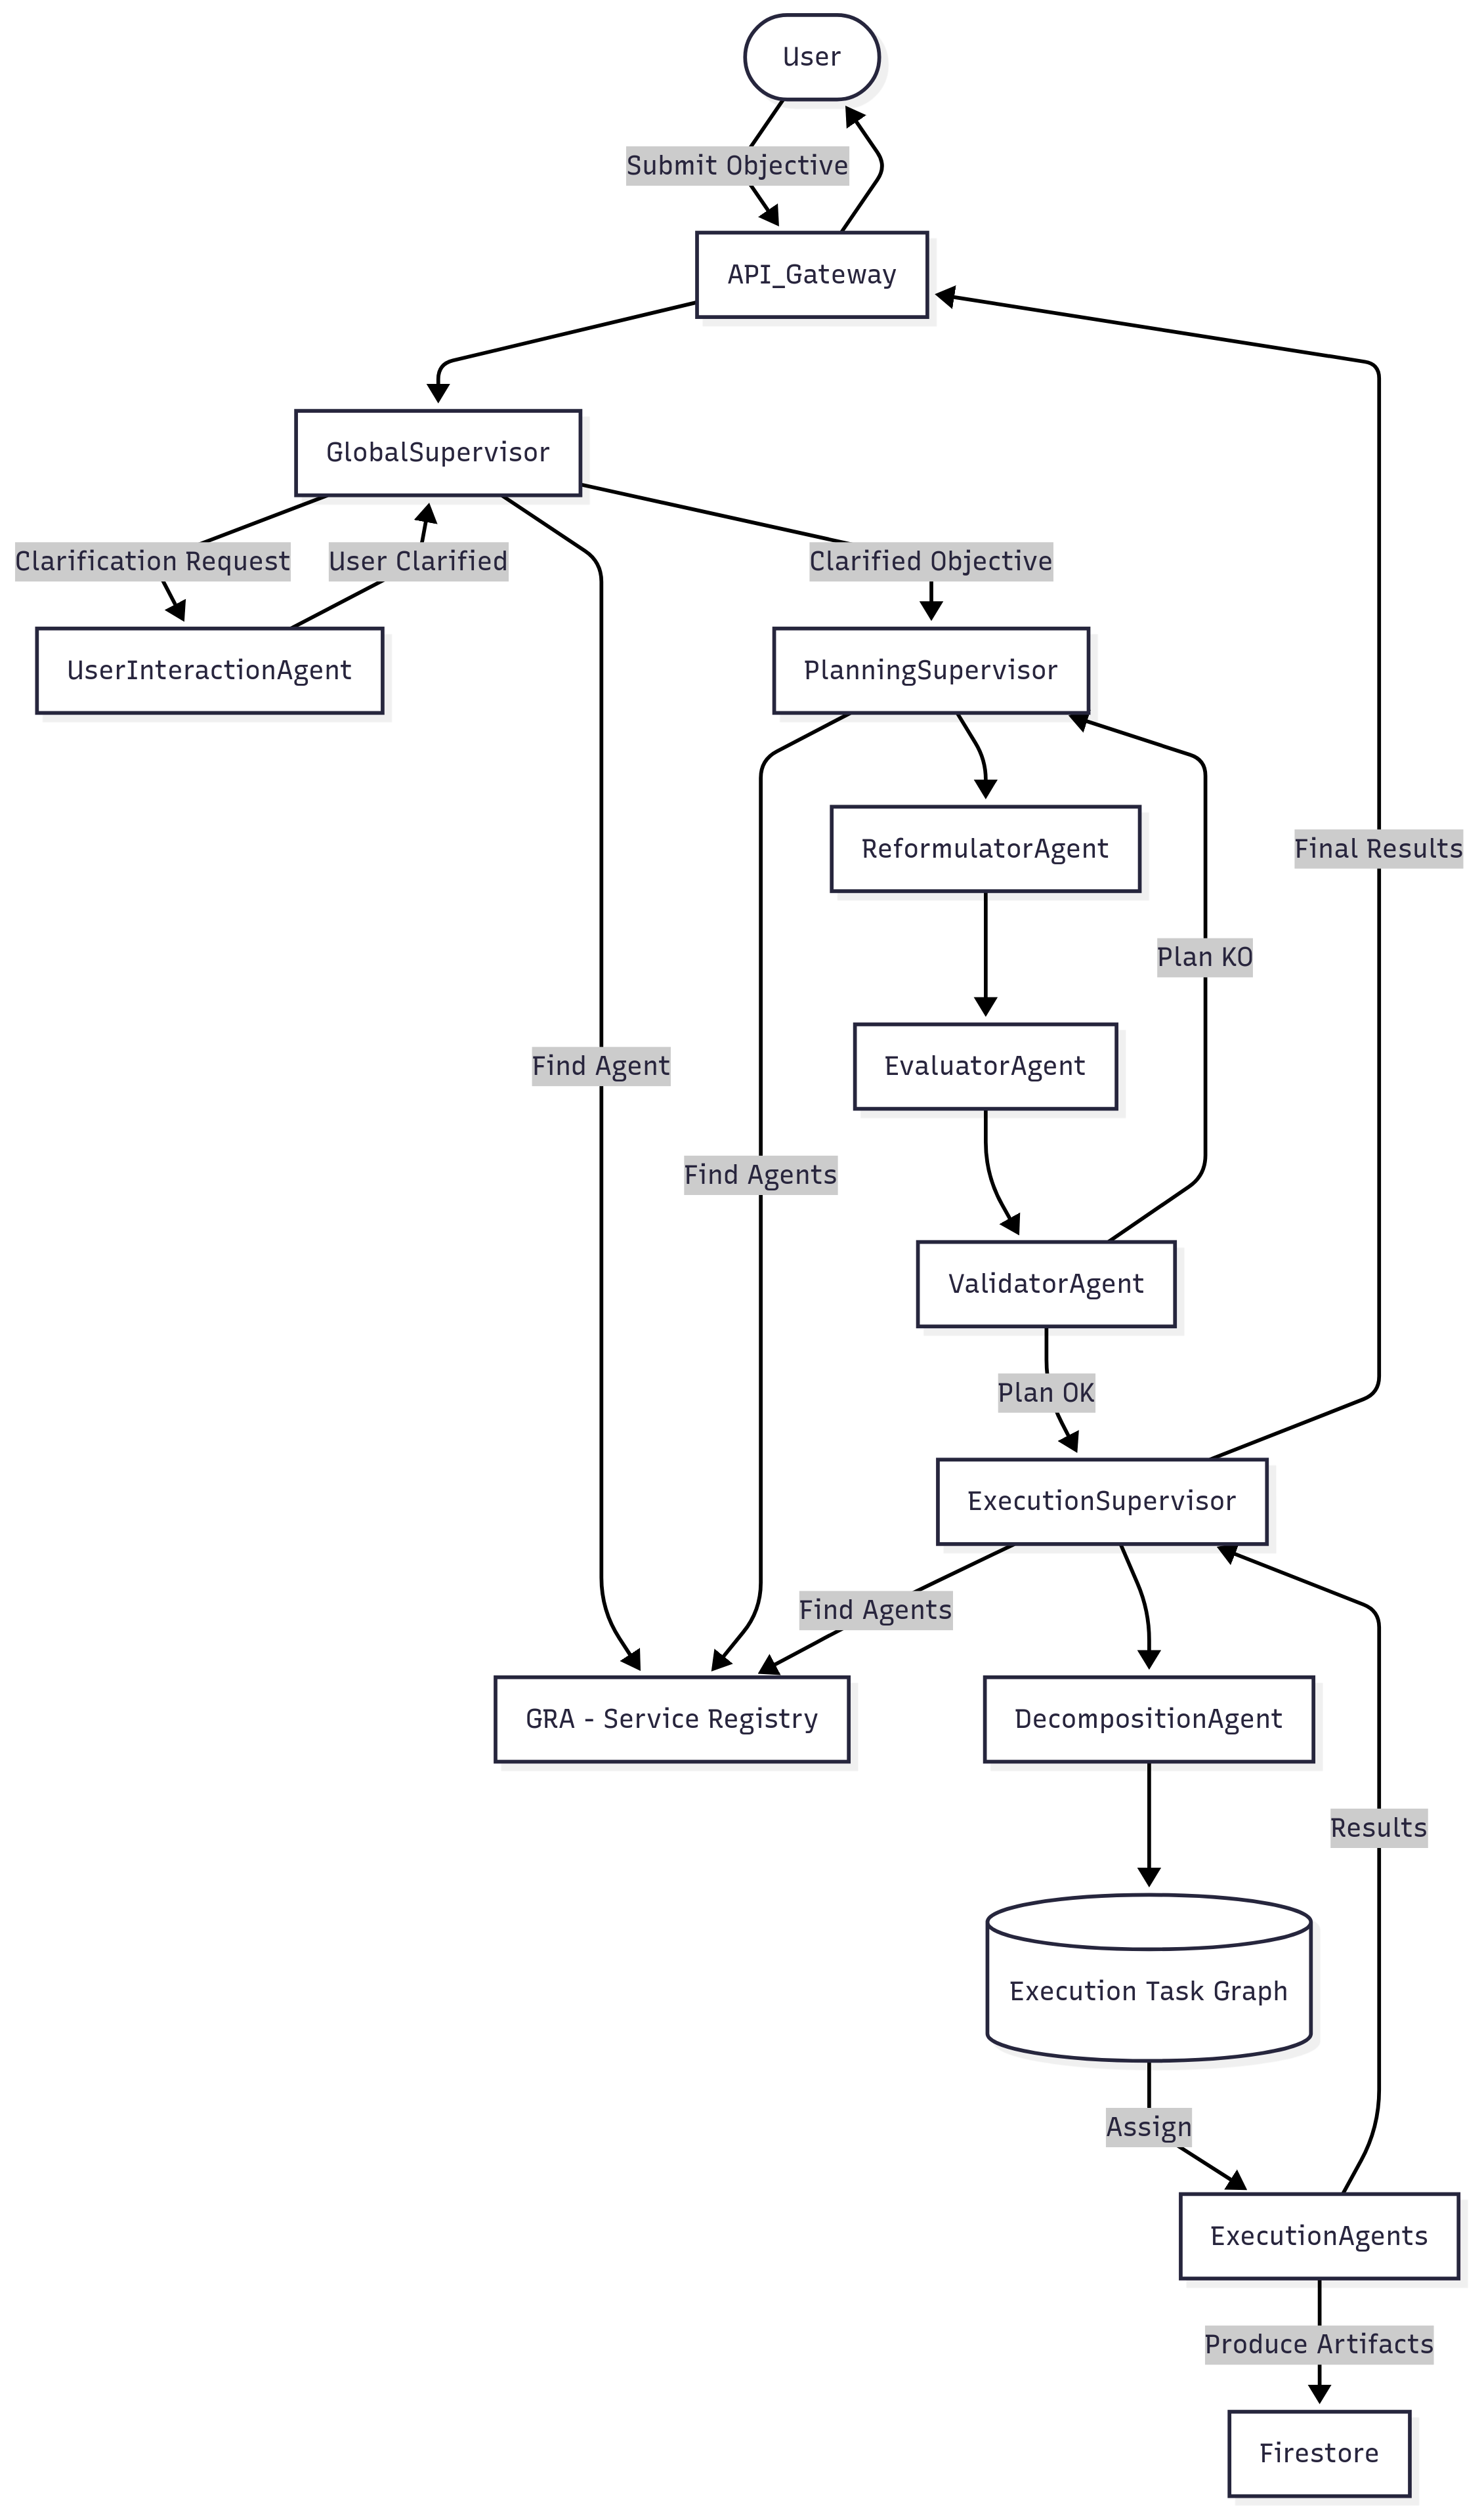 User
Submit Objective
API_Gateway
GlobalSupervisor
Clarification Request
User Clarified
Clarified Objective
UserInteractionAgent
PlanningSupervisor
ReformulatorAgent
Final Results
Plan KO
EvaluatorAgent
Find Agent
Find Agents
ValidatorAgent
Plan OK
ExecutionSupervisor
Find Agents
GRA - Service Registry
DecompositionAgent
Results
Execution Task Graph
Assign
ExecutionAgents
Produce Artifacts
Firestore